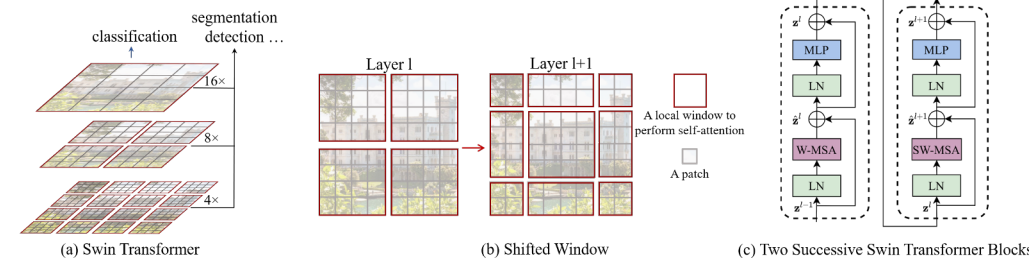 segmentation
classification
detection ...
16×
8×
4×
(a) Swin Transformer
Layer l
Layer l+1
A local window to
perform self-attention
A patch
(b) Shifted Window
z^l
MLP
LN
ẑ^l
W-MSA
LN
z^{l-1}
z^{l+1}
MLP
LN
ẑ^{l+1}
SW-MSA
LN
z^l
(c) Two Successive Swin Transformer Blocks